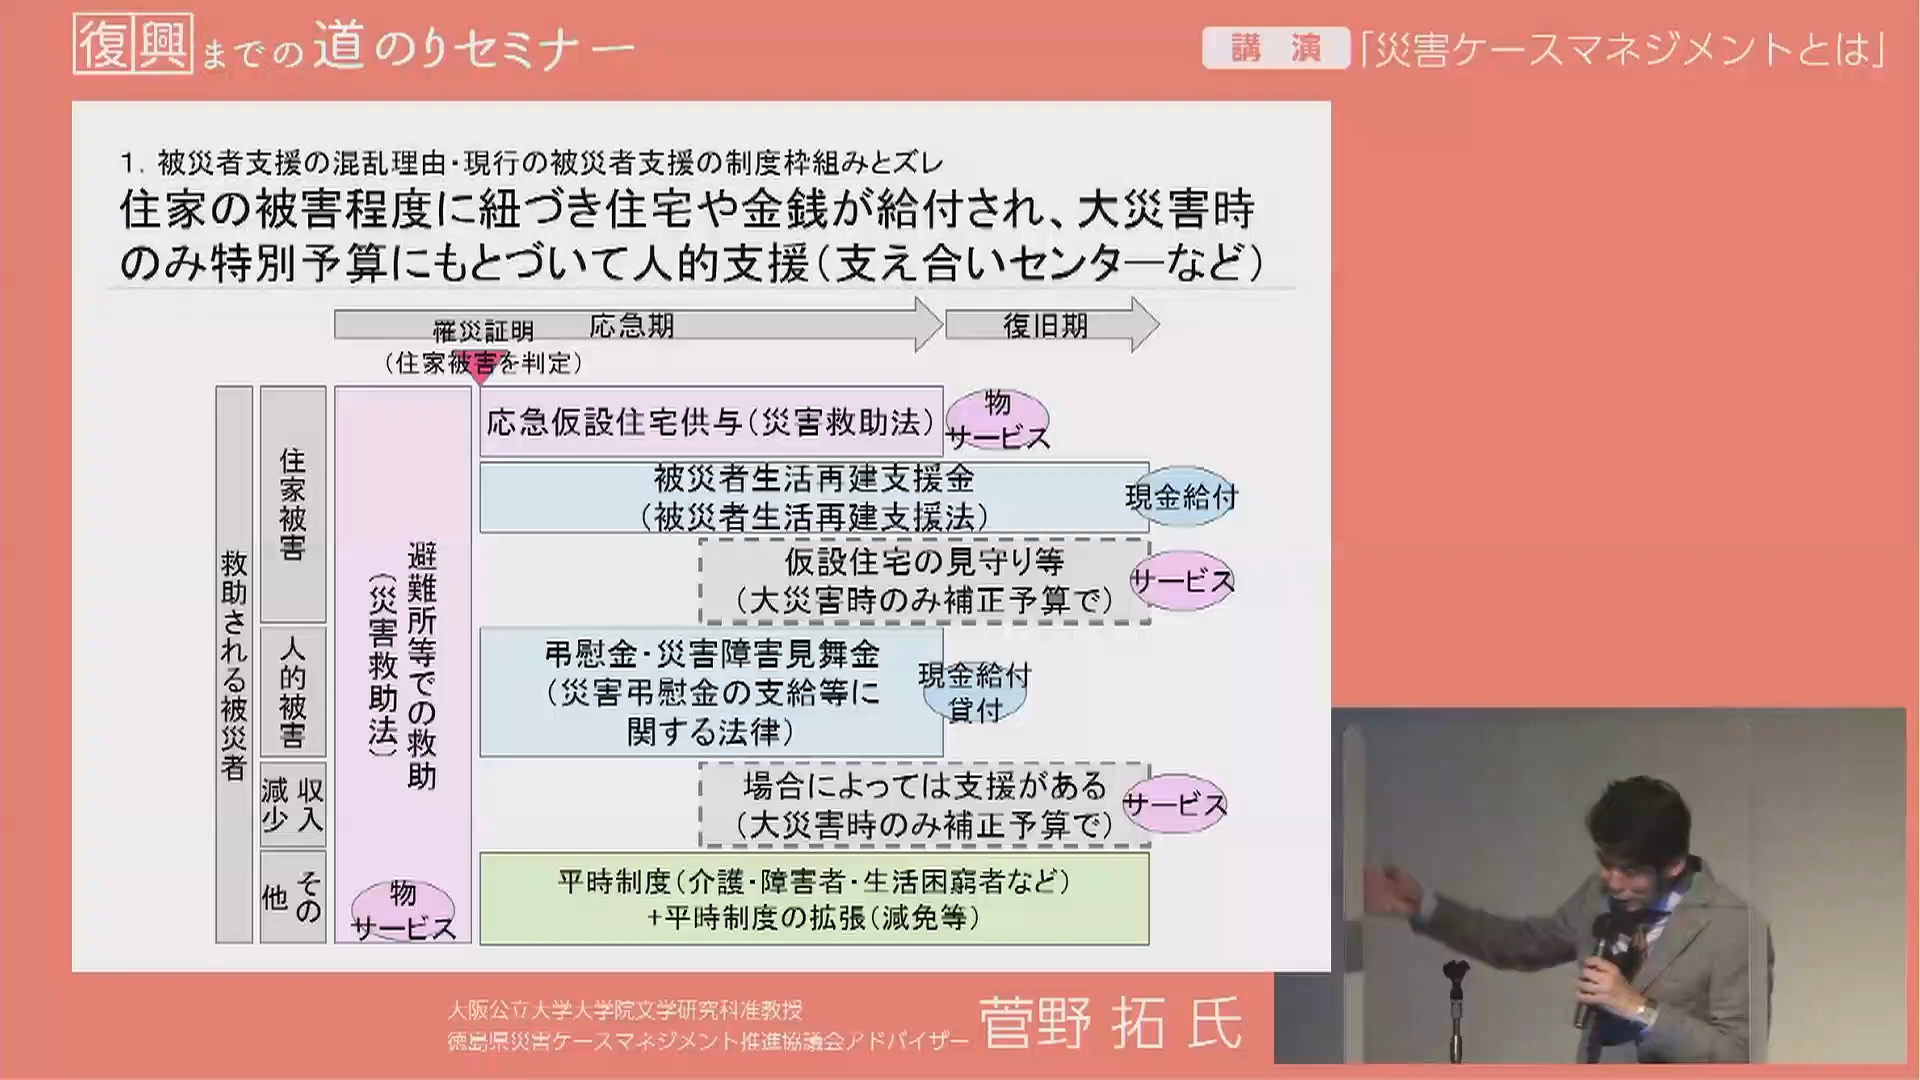 復興までの道のりセミナー
講演「災害ケースマネジメントとは」
1. 被災者支援の混乱理由・現行の被災者支援の制度枠組みとズレ
住家の被害程度に紐づき住宅や金銭が給付され、大災害時
のみ特別予算にもとづいて人的支援（支え合いセンターなど）
応急期
復旧期
罹災証明
（住家被害を判定）
救助される被災者
住家被害
人的被害
収入減少
その他
避難所等での救助
（災害救助法）
物
サービス
応急仮設住宅供与（災害救助法）
物
サービス
被災者生活再建支援金
（被災者生活再建支援法）
現金給付
仮設住宅の見守り等
（大災害時のみ補正予算で）
サービス
弔慰金・災害障害見舞金
（災害弔慰金の支給等に
関する法律）
現金給付
貸付
場合によっては支援がある
（大災害時のみ補正予算で）
サービス
平時制度（介護・障害者・生活困窮者など）
+平時制度の拡張（減免等）
大阪公立大学大学院文学研究科准教授
徳島県災害ケースマネジメント推進協議会アドバイザー
菅野 拓 氏